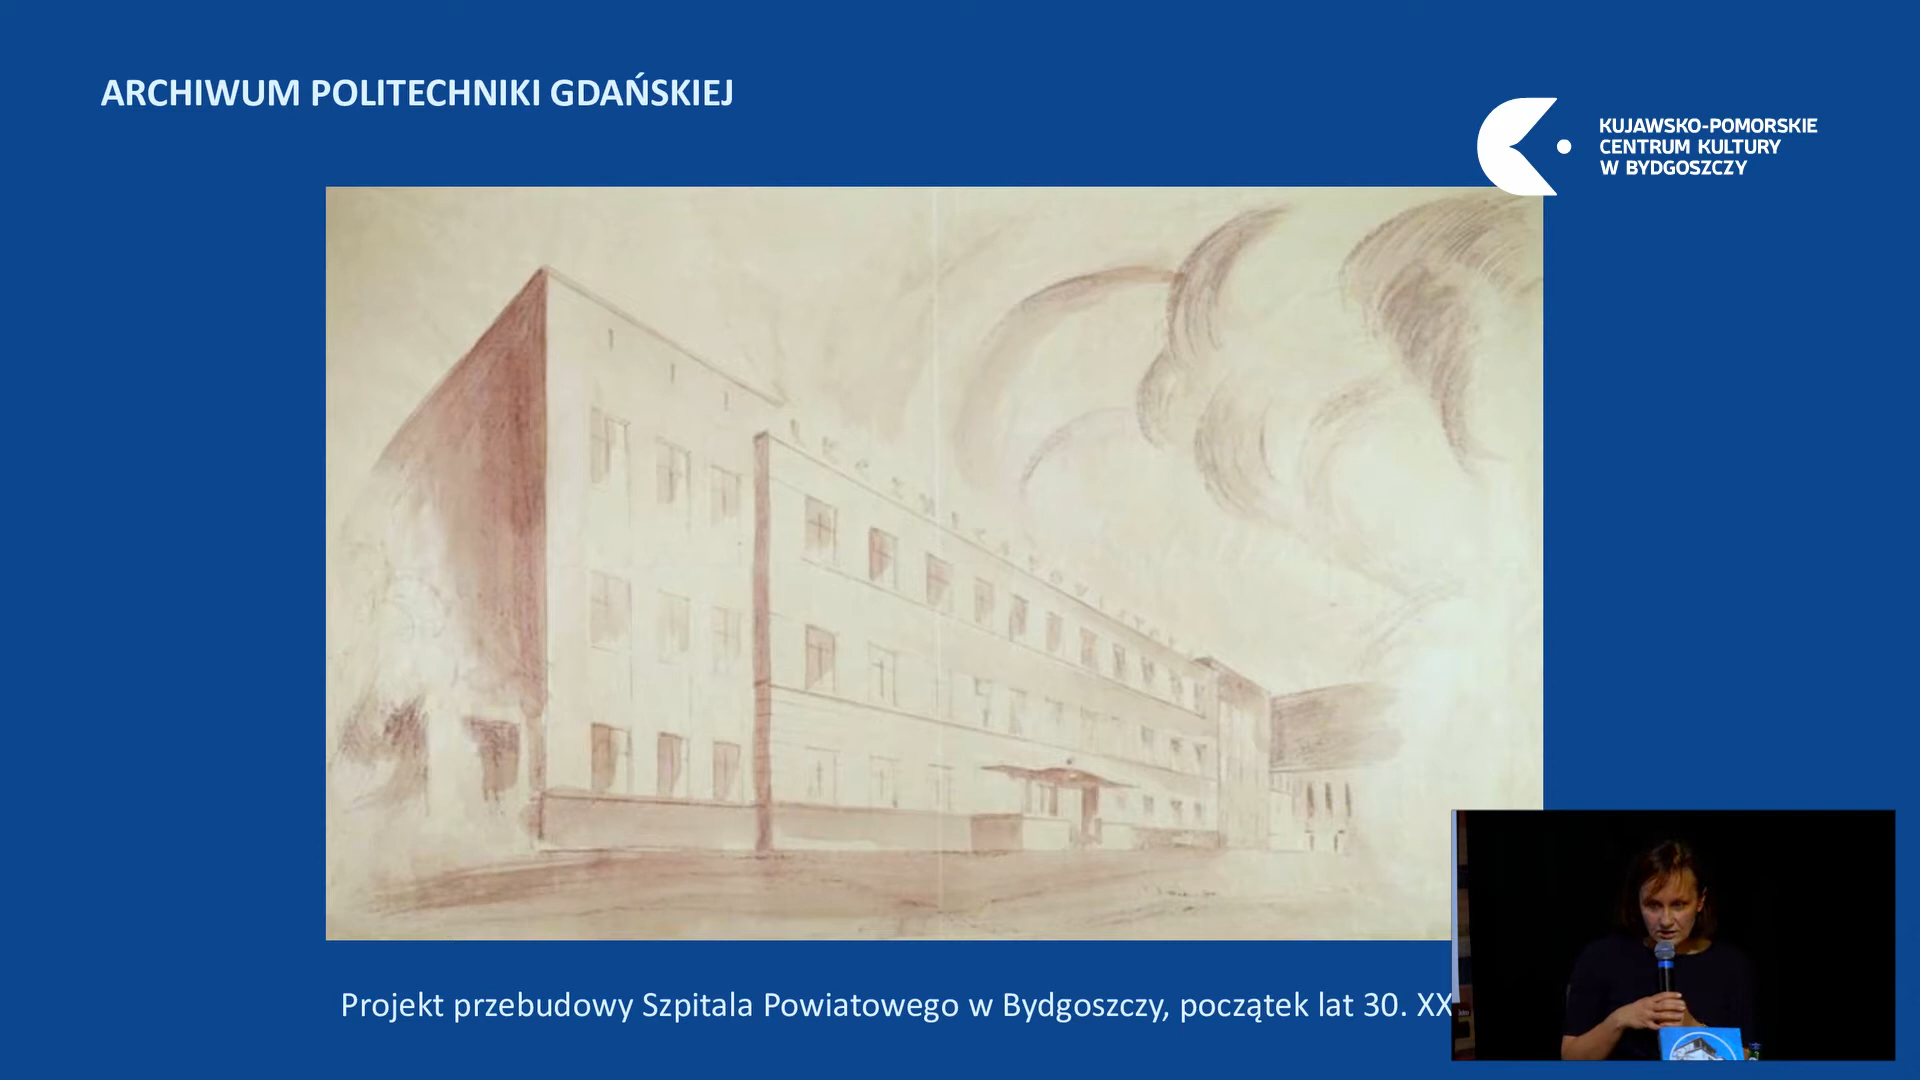 ARCHIWUM POLITECHNIKI GDAŃSKIEJ
KUJAWSKO-POMORSKIE
CENTRUM KULTURY
W BYDGOSZCZY
Projekt przebudowy Szpitala Powiatowego w Bydgoszczy, początek lat 30. XX